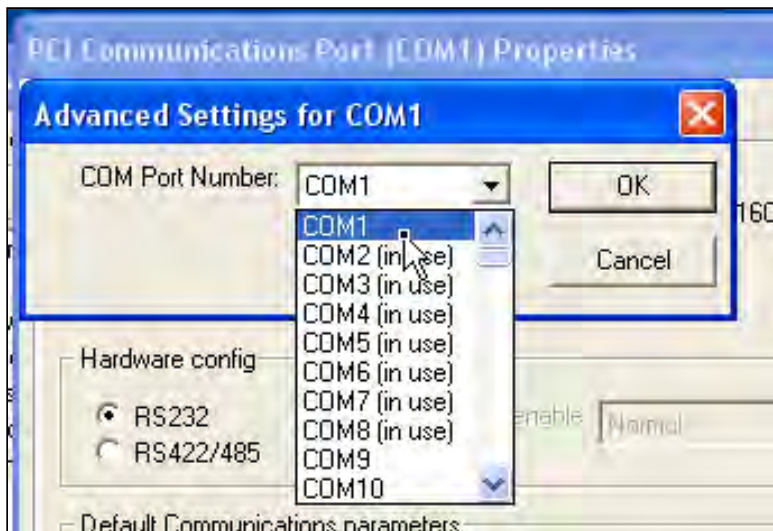 PCI Communications Port (COM1) Properties
Advanced Settings for COM1
COM Port Number: COM1 OK
160
Cancel
COM1
COM2 (in use)
COM3 (in use)
COM4 (in use)
COM5 (in use)
COM6 (in use)
COM7 (in use)
COM8 (in use)
COM9
COM10
Hardware config
RS232
RS422/485
enable Normal
Default Communications parameters